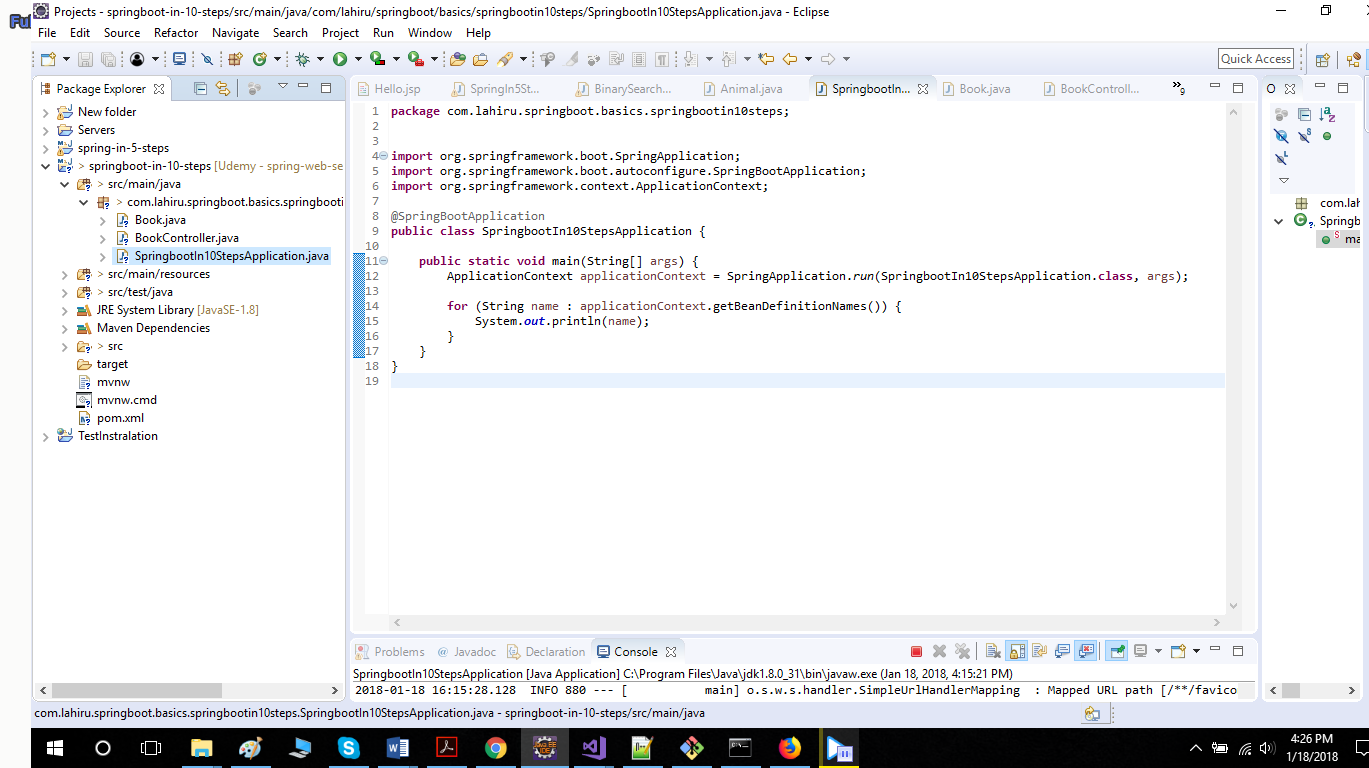 Ful
Projects - springboot-in-10-steps/src/main/java/com/lahiru/springboot/basics/springbootin10steps/SpringbootIn10StepsApplication.java - Eclipse
File Edit Source Refactor Navigate Search Project Run Window Help
Quick Access
Package Explorer
New folder
Servers
spring-in-5-steps
> springboot-in-10-steps [Udemy - spring-web-se
> src/main/java
> com.lahiru.springboot.basics.springbooti
Book.java
BookController.java
SpringbootIn10StepsApplication.java
> src/main/resources
> src/test/java
JRE System Library [JavaSE-1.8]
Maven Dependencies
> src
target
mvnw
mvnw.cmd
pom.xml
TestInstralation
Hello.jsp SpringIn5St... BinarySearch... Animal.java SpringbootIn... Book.java BookControll... »9
1 package com.lahiru.springboot.basics.springbootin10steps;
2
3
4 import org.springframework.boot.SpringApplication;
5 import org.springframework.boot.autoconfigure.SpringBootApplication;
6 import org.springframework.context.ApplicationContext;
7
8 @SpringBootApplication
9 public class SpringbootIn10StepsApplication {
10
11 public static void main(String[] args) {
12 ApplicationContext applicationContext = SpringApplication.run(SpringbootIn10StepsApplication.class, args);
13
14 for (String name : applicationContext.getBeanDefinitionNames()) {
15 System.out.println(name);
16 }
17 }
18 }
19
O
com.lah
Springb
ma
Problems @ Javadoc Declaration Console
SpringbootIn10StepsApplication [Java Application] C:\Program Files\Java\jdk1.8.0_31\bin\javaw.exe (Jan 18, 2018, 4:15:21 PM)
2018-01-18 16:15:28.128 INFO 880 --- [ main] o.s.w.s.handler.SimpleUrlHandlerMapping : Mapped URL path [/**/favico
com.lahiru.springboot.basics.springbootin10steps.SpringbootIn10StepsApplication.java - springboot-in-10-steps/src/main/java
4:26 PM
1/18/2018